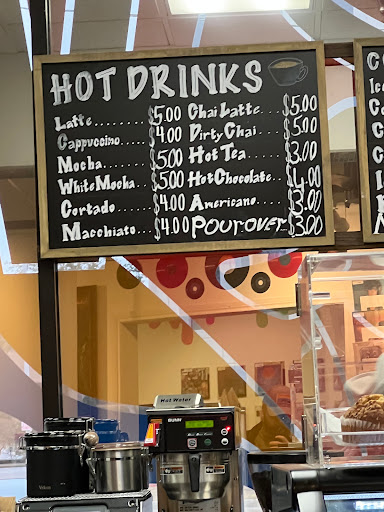 HOT DRINKS
Latte........$5.00
Cappuccino....$4.00
Mocha........$5.00
White Mocha...$5.00
Cortado......$4.00
Macchiato....$4.00
Chai Latte....$5.00
Dirty Chai....$5.00
Hot Tea......$3.00
Hot Chocolate..$4.00
Americano....$3.00
Pour over $3.00
Hot Water
BUNN